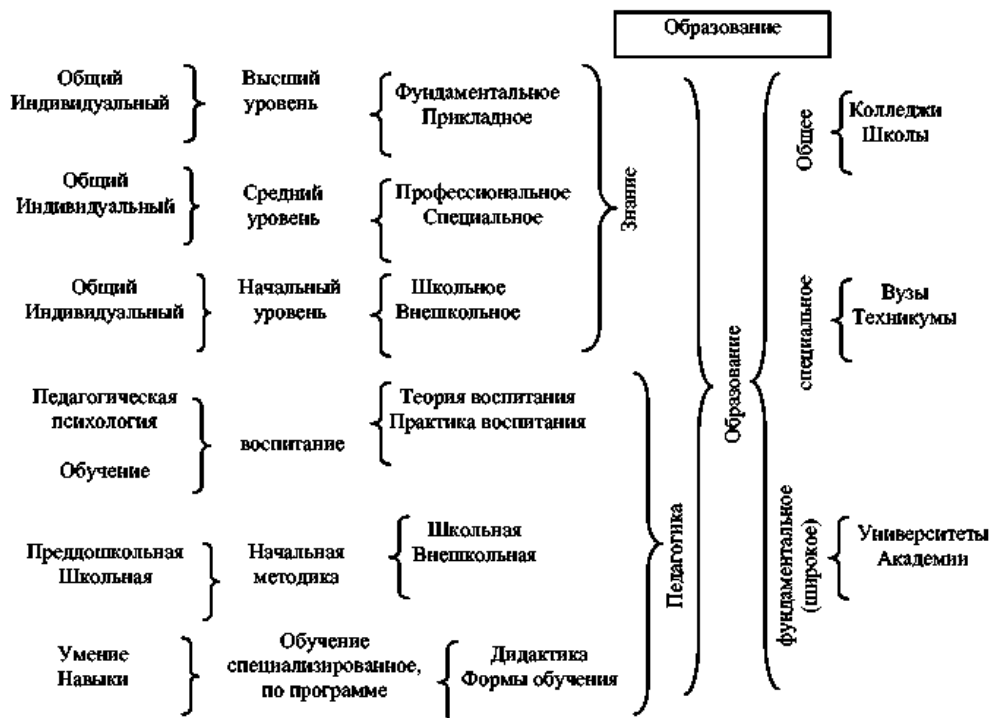 Образование
Общий
Индивидуальный
Высший
уровень
Фундаментальное
Прикладное
Общий
Индивидуальный
Средний
уровень
Профессиональное
Специальное
Общий
Индивидуальный
Начальный
уровень
Школьное
Внешкольное
Знание
Педагогическая
психология
Обучение
воспитание
Теория воспитания
Практика воспитания
Преддошкольная
Школьная
Начальная
методика
Школьная
Внешкольная
Умение
Навыки
Обучение
специализированное,
по программе
Дидактика
Формы обучения
Педагогика
Образование
Общее
Колледжи
Школы
специальное
Вузы
Техникумы
фундаментальное
(широкое)
Университеты
Академии